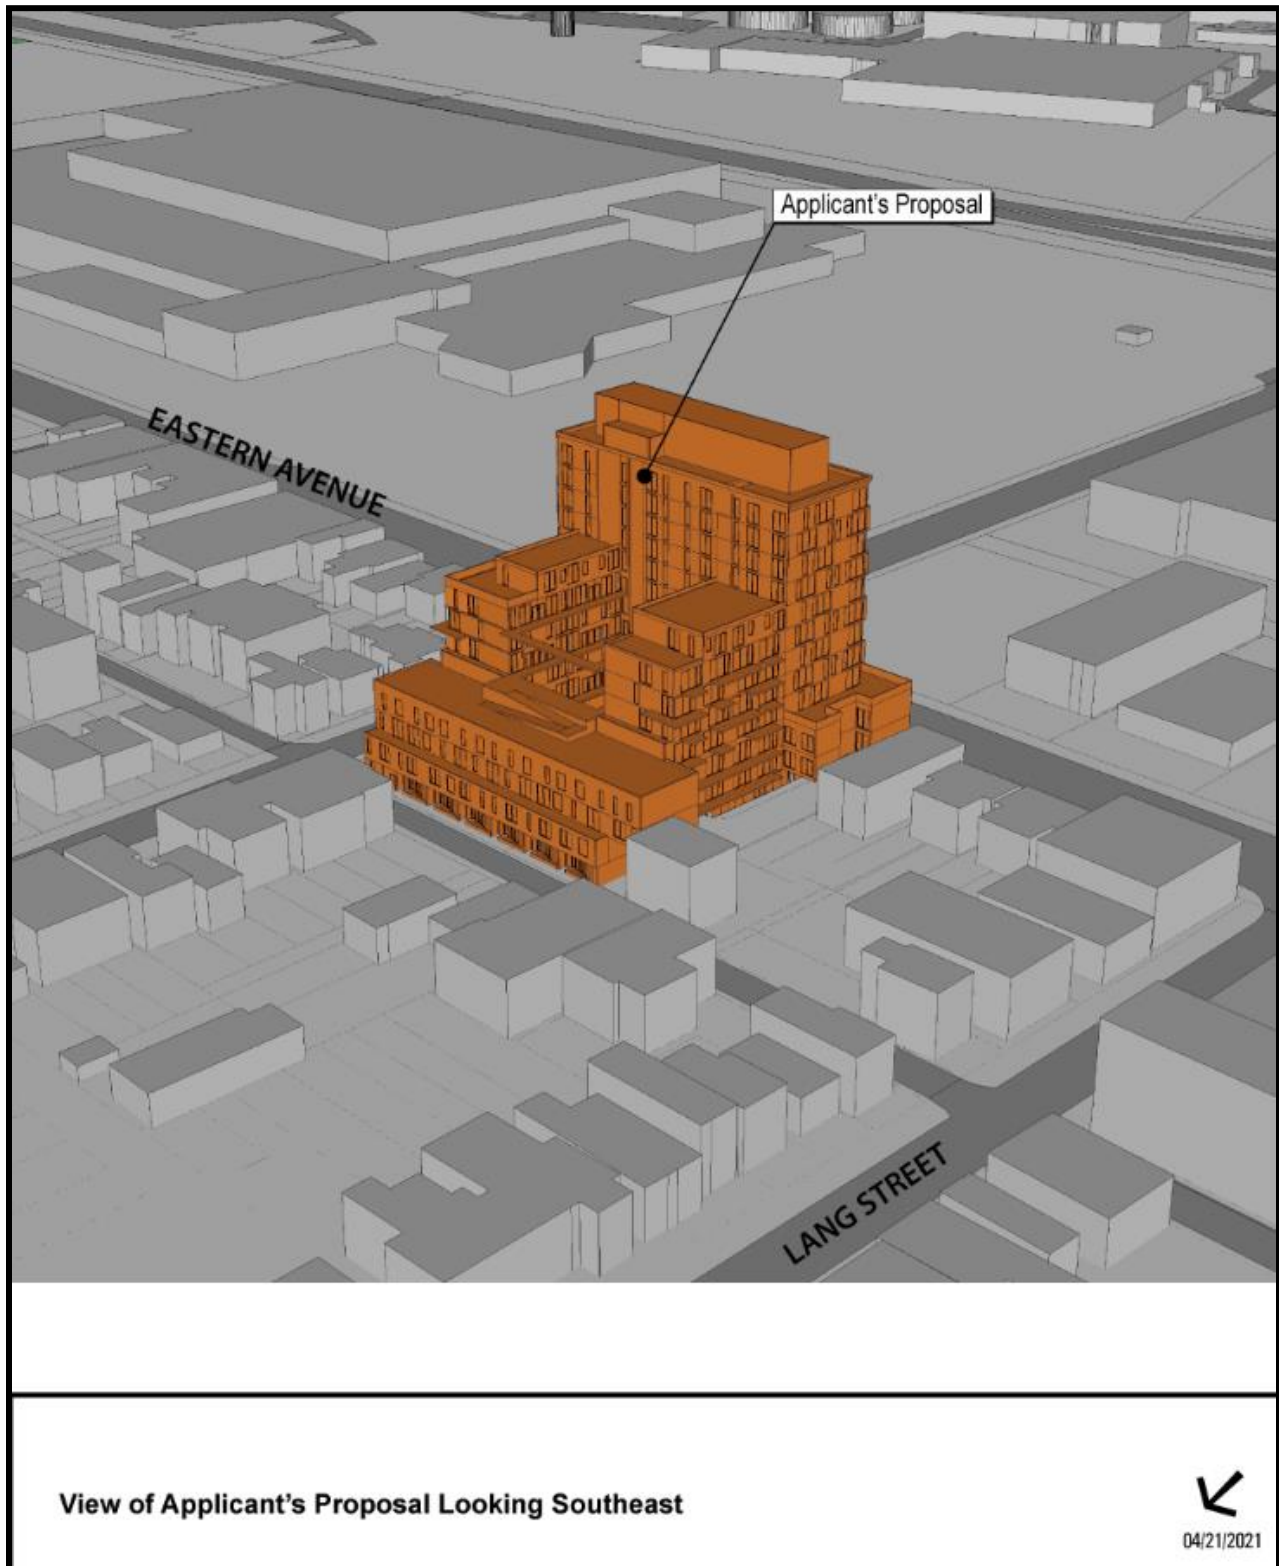 Applicant's Proposal
EASTERN AVENUE
LANG STREET
View of Applicant's Proposal Looking Southeast
04/21/2021